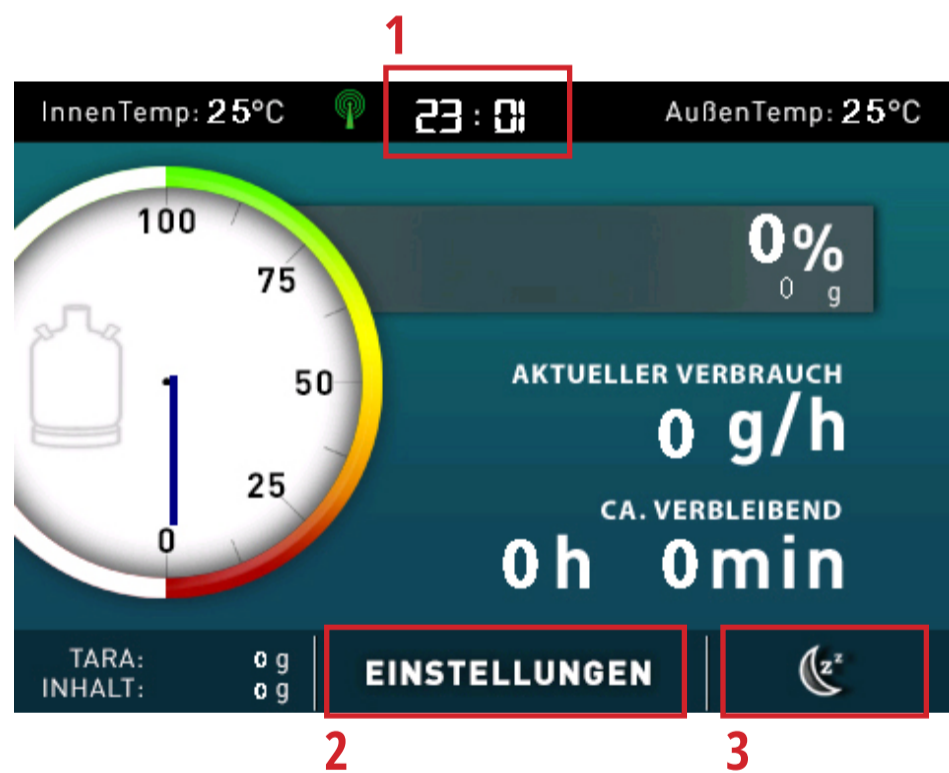 1
InnenTemp: 25°C 23:01 AußenTemp: 25°C
100
75
50
25
0
0%
0 g
AKTUELLER VERBRAUCH
0 g/h
CA. VERBLEIBEND
0h 0min
TARA: 0 g
INHALT: 0 g
EINSTELLUNGEN
zz
2
3